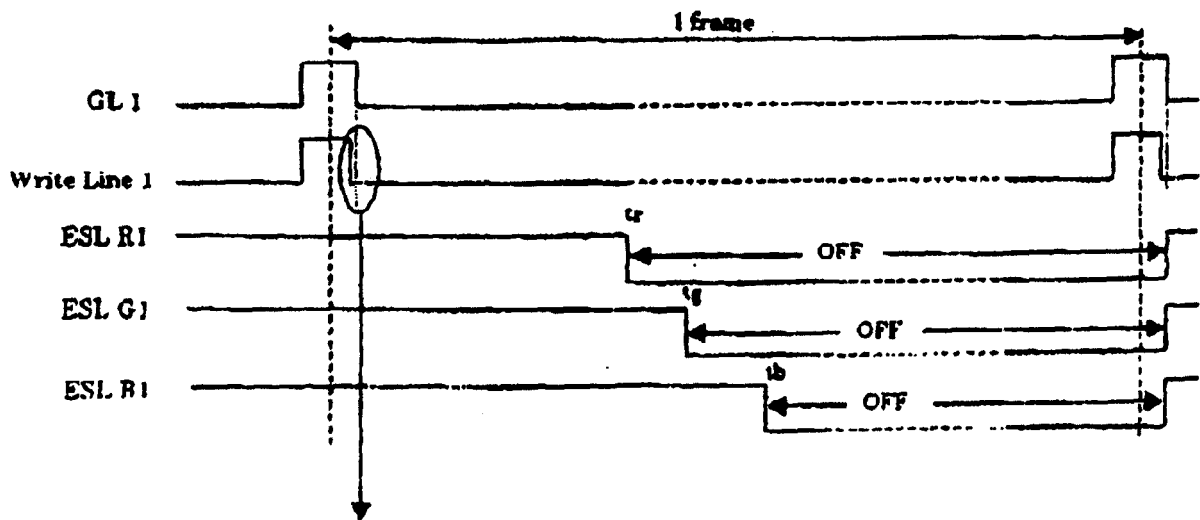 1 frame
GL 1
Write Line 1
tr
ESL R1
OFF
tg
ESL G1
OFF
tb
ESL B1
OFF